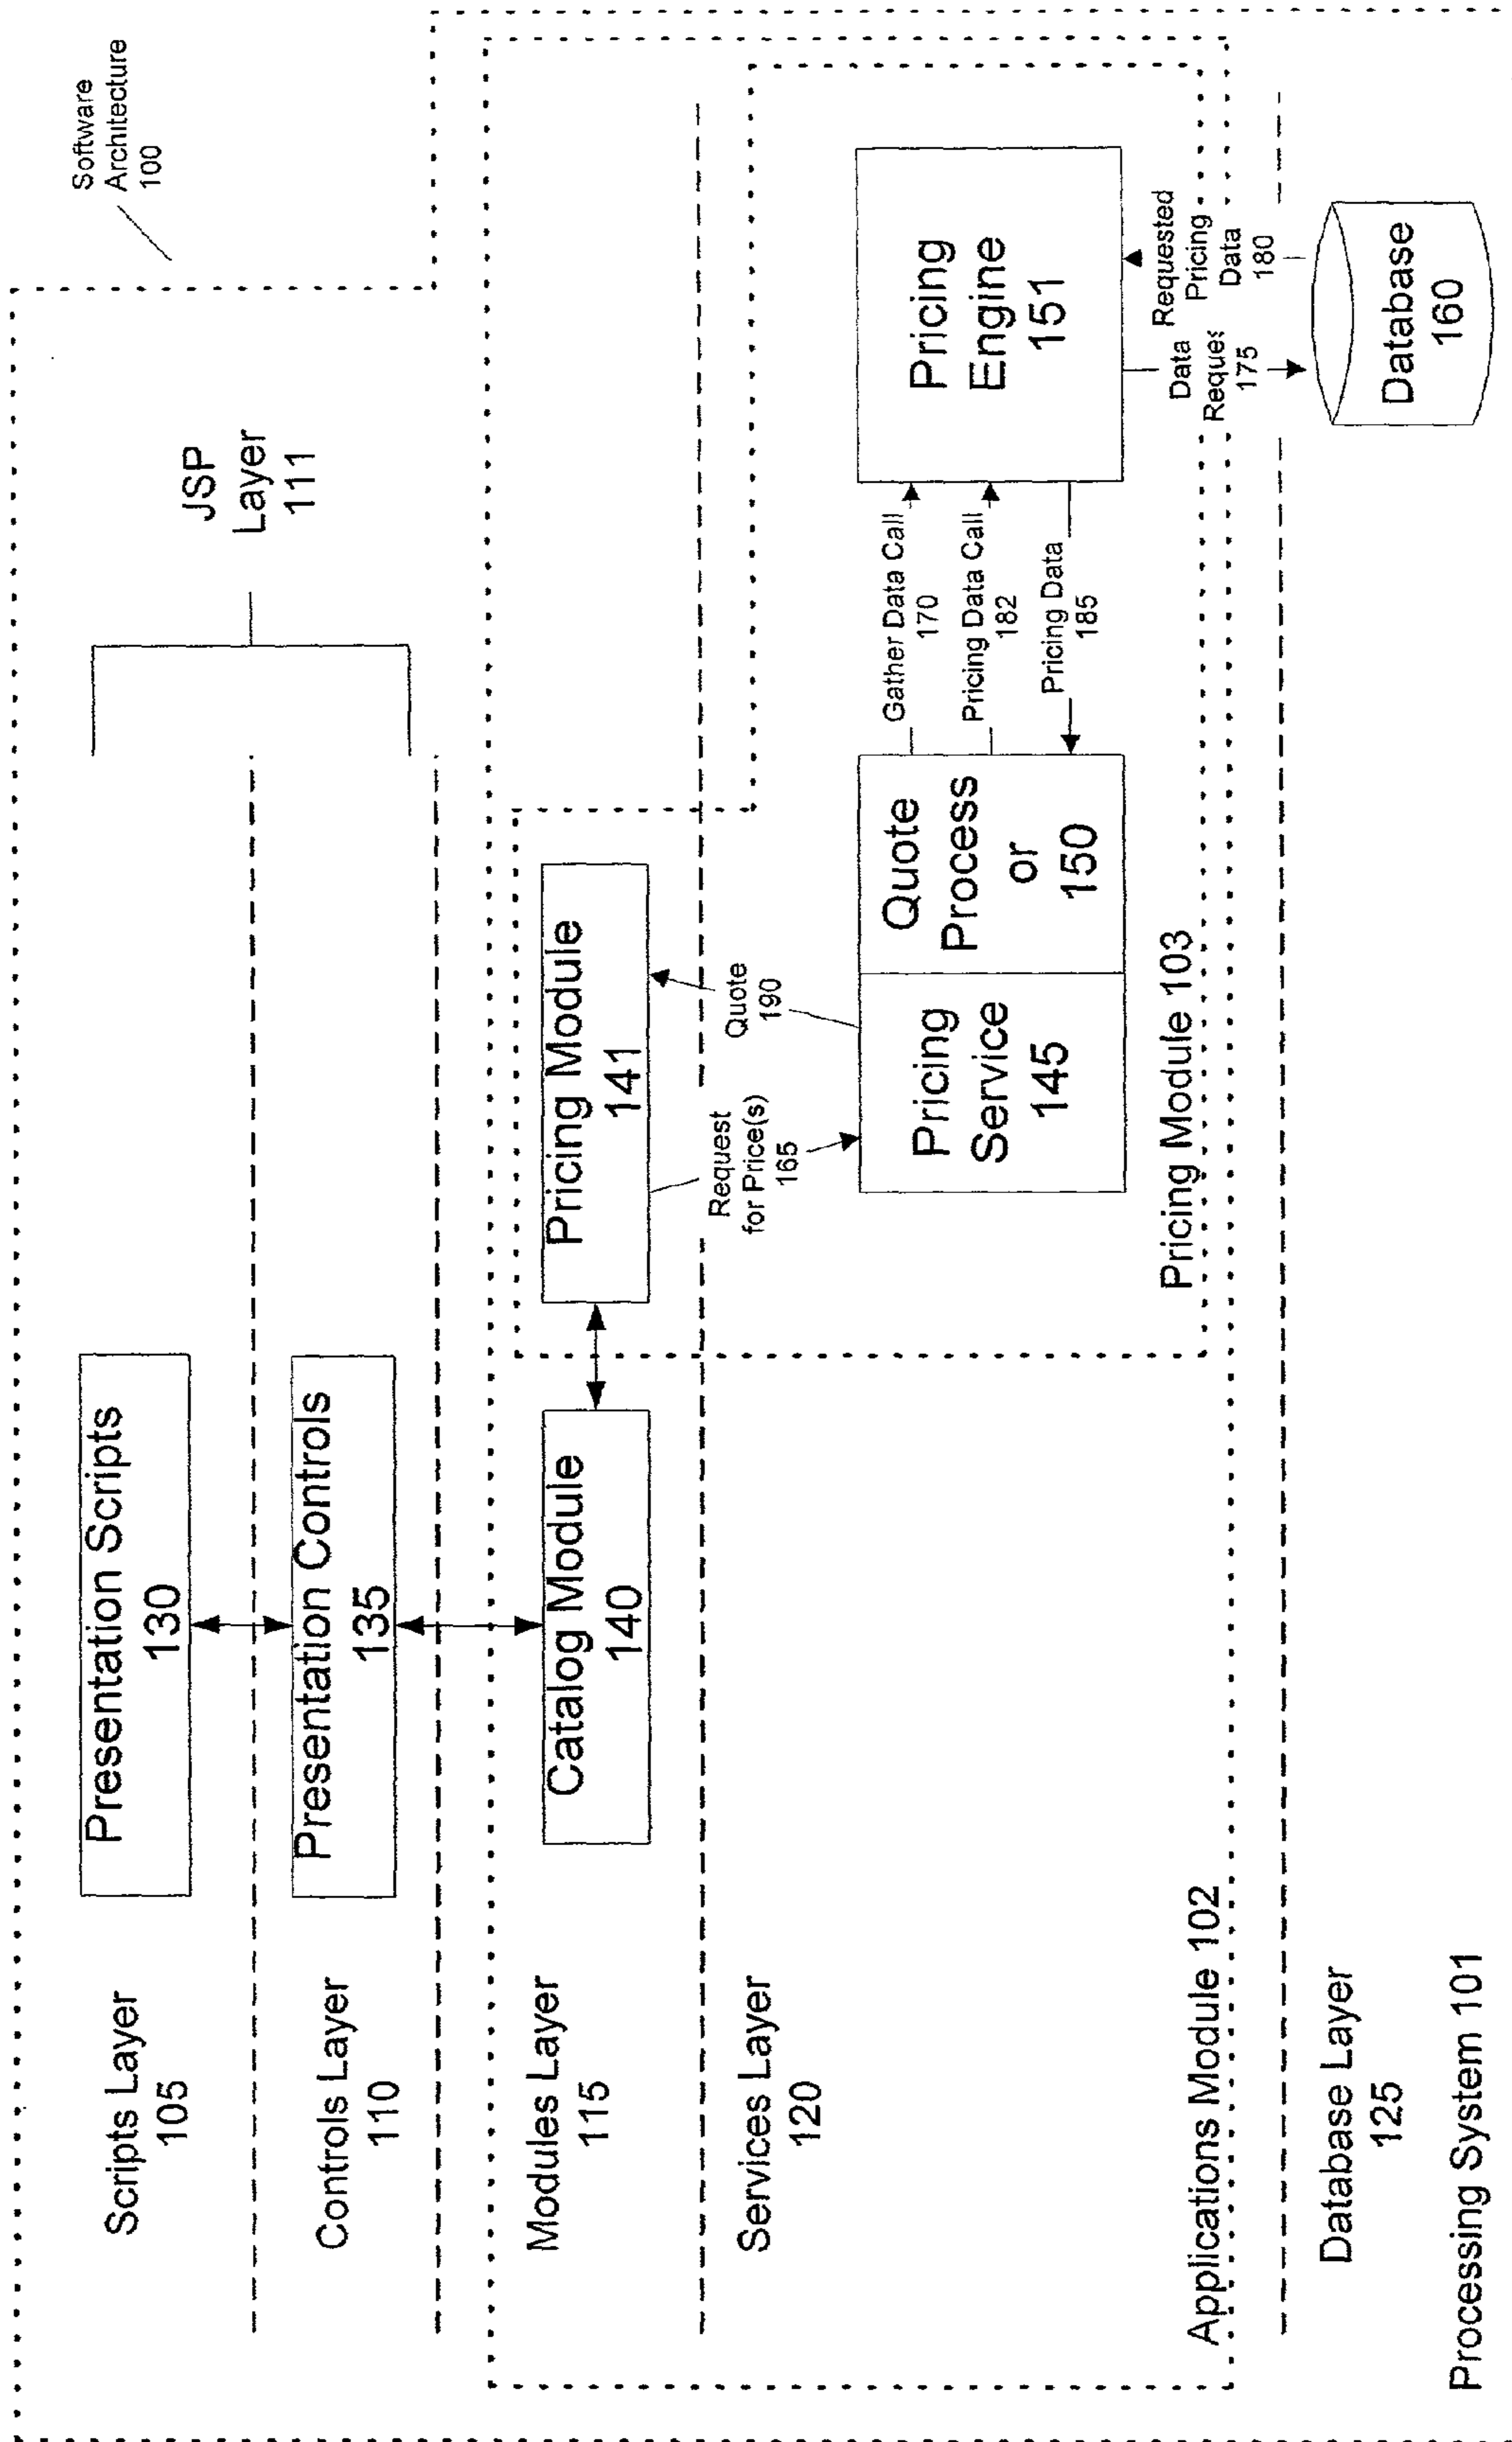 Software
Architecture
100
JSP
Layer
111
Scripts Layer
105
Presentation Scripts
130
Controls Layer
110
Presentation Controls
135
Modules Layer
115
Catalog Module
140
Pricing Module
141
Services Layer
120
Request
for Price(s)
165
Quote
190
Pricing
Service
145
Quote
Process
or
150
Gather Data Call
170
Pricing Data Call
182
Pricing Data
185
Pricing
Engine
151
Pricing Module 103
Applications Module 102
Data
Reques
175
Requested
Pricing
Data
180
Database Layer
125
Database
160
Processing System 101